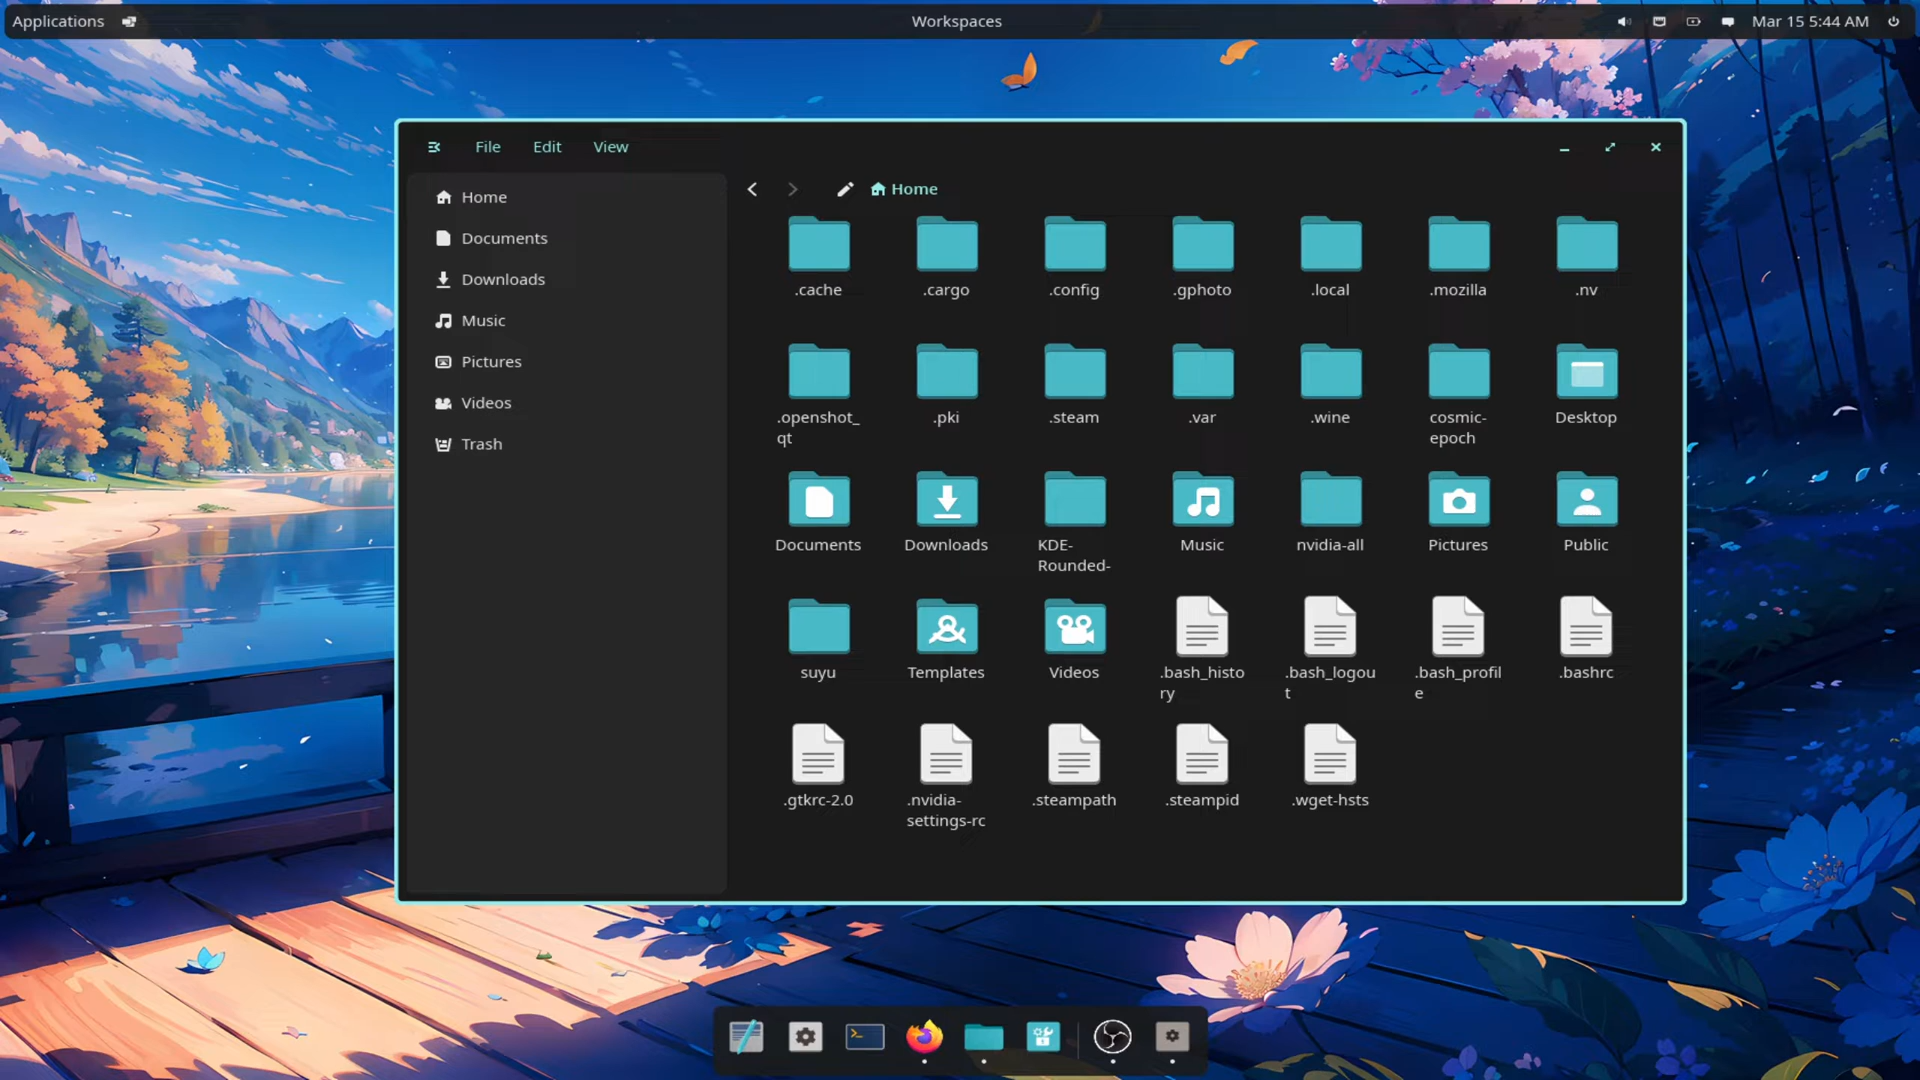 Applications
Workspaces
Mar 15 5:44 AM
File Edit View
Home
Documents
Downloads
Music
Pictures
Videos
Trash
Home
.cache .cargo .config .gphoto .local .mozilla .nv
.openshot_ .pki .steam .var .wine cosmic- Desktop
qt epoch
Documents Downloads KDE- Music nvidia-all Pictures Public
Rounded-
suyu Templates Videos .bash_histo .bash_logou .bash_profil .bashrc
ry t e
.gtkrc-2.0 .nvidia- .steampath .steampid .wget-hsts
settings-rc